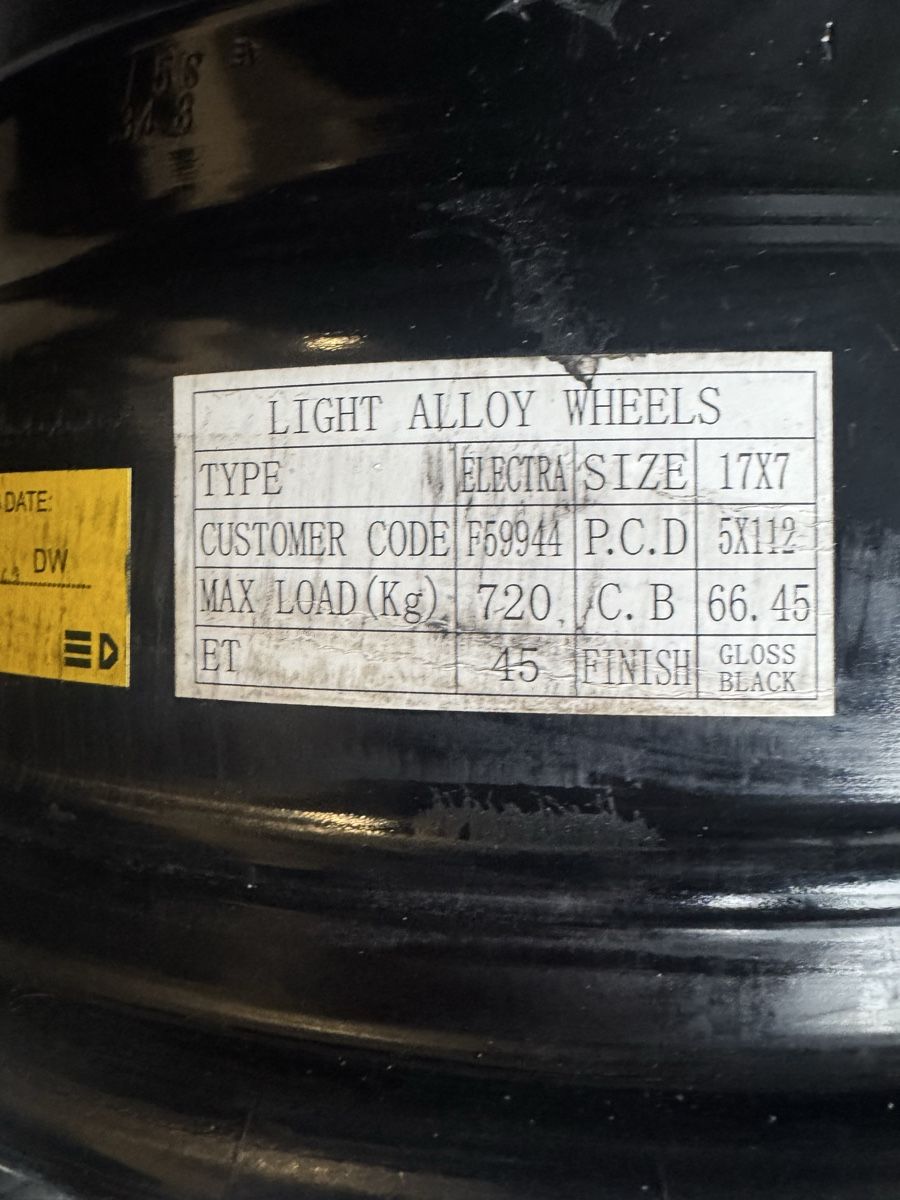 LIGHT ALLOY WHEELS
TYPE ELECTRA SIZE 17X7
CUSTOMER CODE F59944 P.C.D 5X112
MAX LOAD(Kg) 720 C.B 66.45
ET 45 FINISH GLOSS BLACK
DATE:
DW